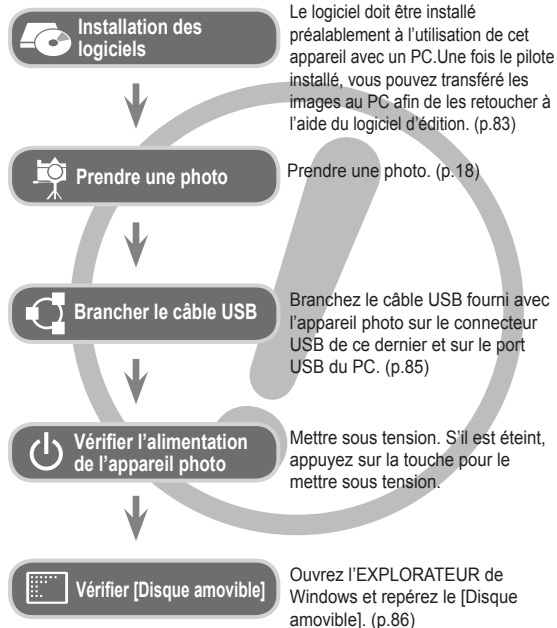 Installation des
logiciels
Le logiciel doit être installé
préalablement à l'utilisation de cet
appareil avec un PC.Une fois le pilote
installé, vous pouvez transféré les
images au PC afin de les retoucher à
l'aide du logiciel d'édition. (p.83)
Prendre une photo
Prendre une photo. (p.18)
Brancher le câble USB
Branchez le câble USB fourni avec
l'appareil photo sur le connecteur
USB de ce dernier et sur le port
USB du PC. (p.85)
Vérifier l'alimentation
de l'appareil photo
Mettre sous tension. S'il est éteint,
appuyez sur la touche pour le
mettre sous tension.
Vérifier [Disque amovible]
Ouvrez l'EXPLORATEUR de
Windows et repérez le [Disque
amovible]. (p.86)